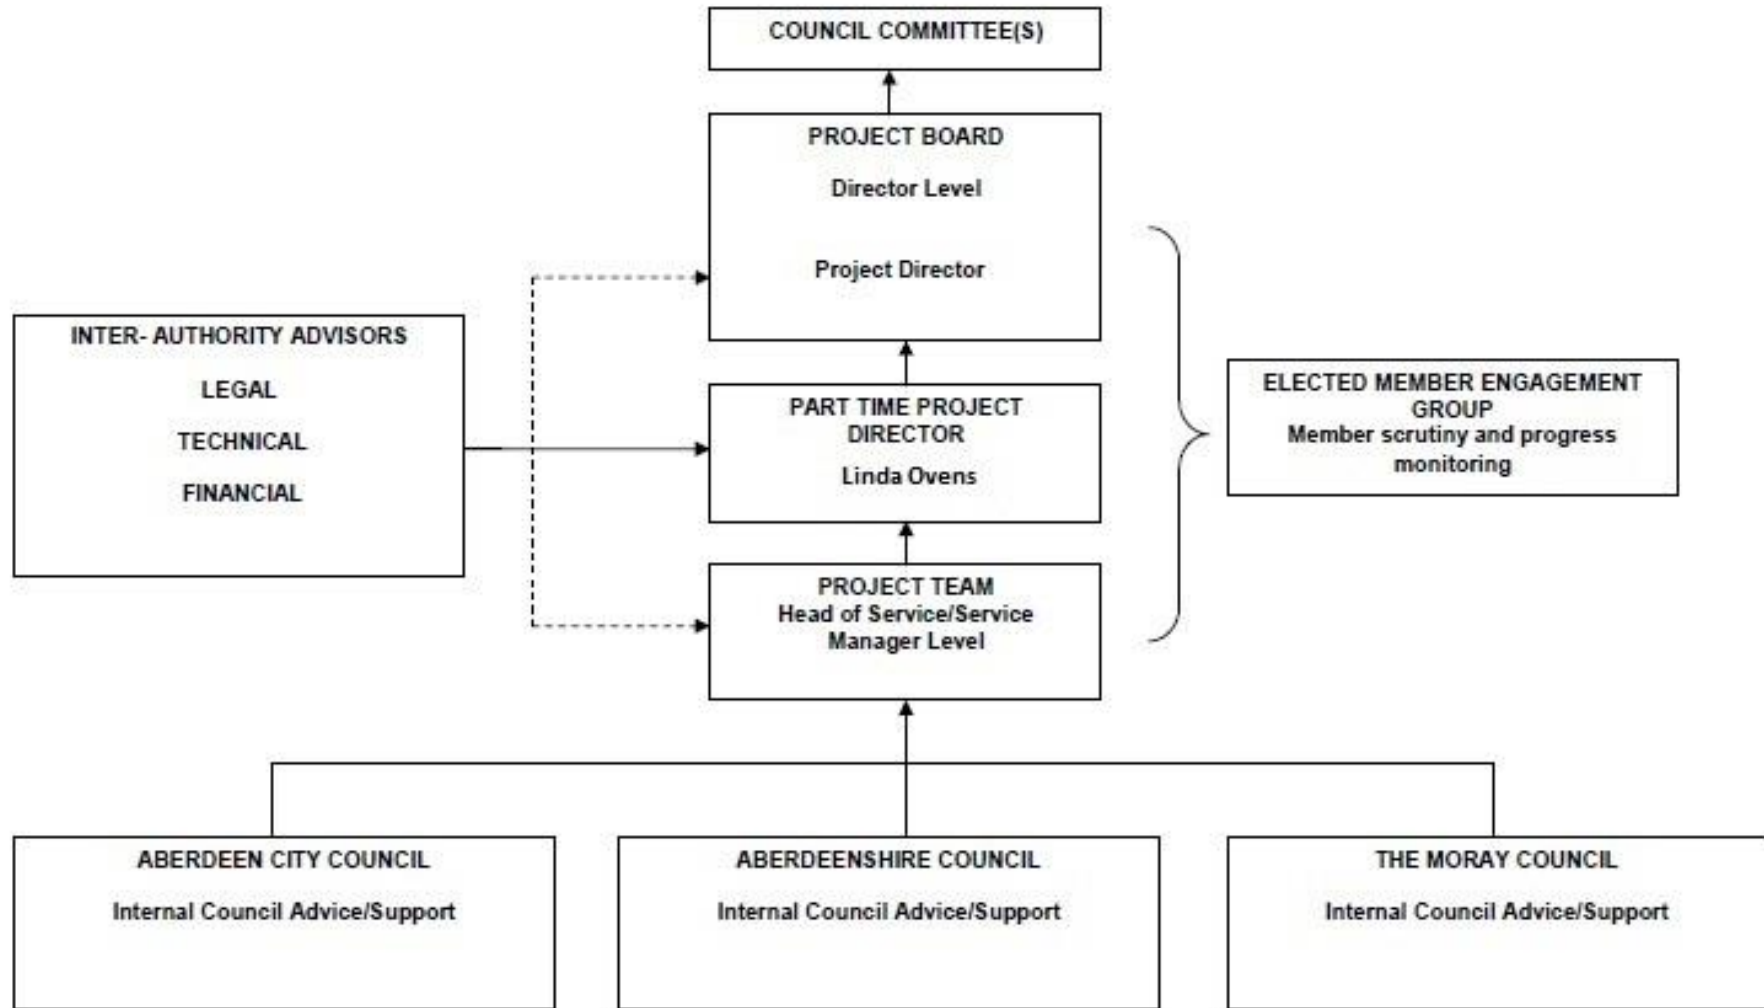 COUNCIL COMMITTEE(S)
PROJECT BOARD
Director Level
Project Director
INTER- AUTHORITY ADVISORS
LEGAL
TECHNICAL
FINANCIAL
PART TIME PROJECT
DIRECTOR
Linda Ovens
ELECTED MEMBER ENGAGEMENT
GROUP
Member scrutiny and progress
monitoring
PROJECT TEAM
Head of Service/Service
Manager Level
ABERDEEN CITY COUNCIL
Internal Council Advice/Support
ABERDEENSHIRE COUNCIL
Internal Council Advice/Support
THE MORAY COUNCIL
Internal Council Advice/Support